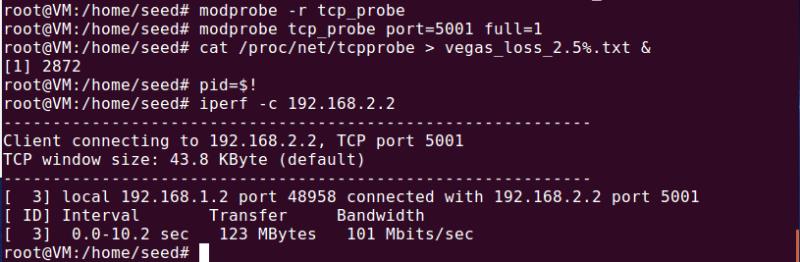 root@VM:/home/seed# modprobe -r tcp_probe
root@VM:/home/seed# modprobe tcp_probe port=5001 full=1
root@VM:/home/seed# cat /proc/net/tcpprobe > vegas_loss_2.5%.txt &
[1] 2872
root@VM:/home/seed# pid=$!
root@VM:/home/seed# iperf -c 192.168.2.2
------------------------------------------------------------
Client connecting to 192.168.2.2, TCP port 5001
TCP window size: 43.8 KByte (default)
------------------------------------------------------------
[  3] local 192.168.1.2 port 48958 connected with 192.168.2.2 port 5001
[ ID] Interval       Transfer     Bandwidth
[  3]  0.0-10.2 sec   123 MBytes   101 Mbits/sec
root@VM:/home/seed#